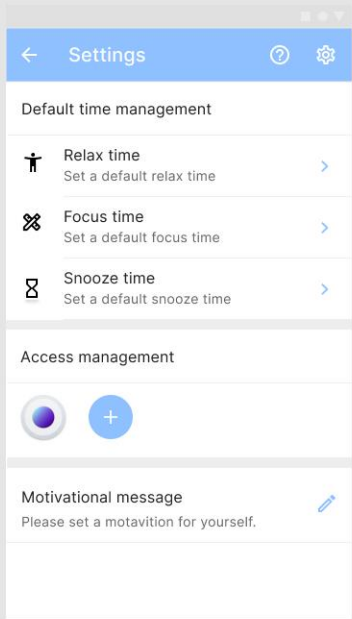 Settings
Default time management
Relax time
Set a default relax time
Focus time
Set a default focus time
Snooze time
Set a default snooze time
Access management
Motivational message
Please set a motavition for yourself.